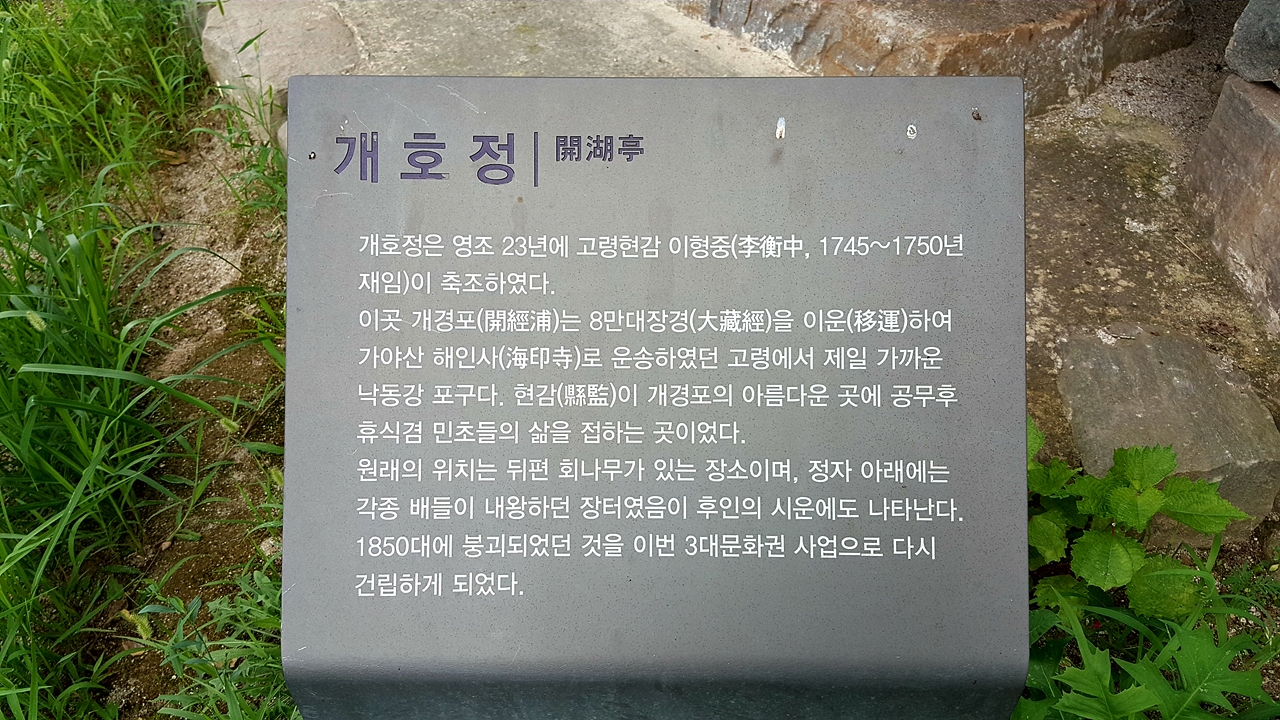 개호정 | 開湖亭
개호정은 영조 23년에 고령현감 이형중(李衡中, 1745~1750년
재임)이 축조하였다.
이곳 개경포(開經浦)는 8만대장경(大藏經)을 이운(移運)하여
가야산 해인사(海印寺)로 운송하였던 고령에서 제일 가까운
낙동강 포구다. 현감(縣監)이 개경포의 아름다운 곳에 공무후
휴식겸 민초들의 삶을 접하는 곳이었다.
원래의 위치는 뒤편 회나무가 있는 장소이며, 정자 아래에는
각종 배들이 내왕하던 장터였음이 후인의 시운에도 나타난다.
1850대에 붕괴되었던 것을 이번 3대문화권 사업으로 다시
건립하게 되었다.